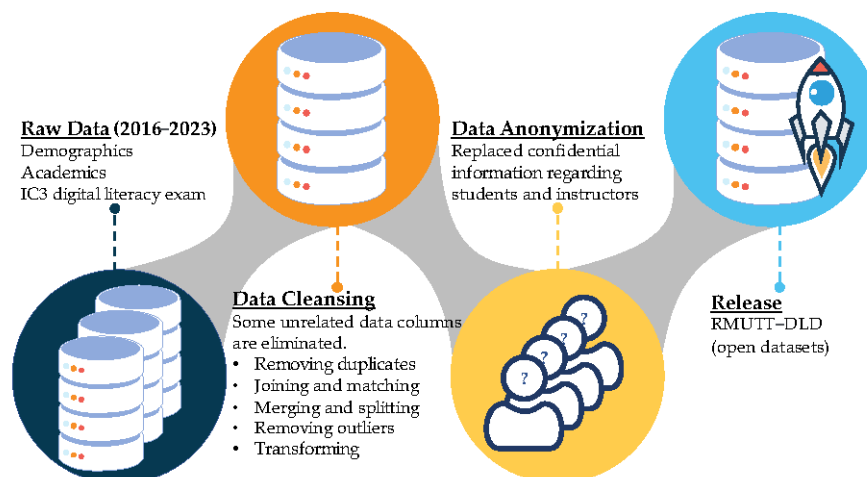 Raw Data (2016–2023)
Demographics
Academics
IC3 digital literacy exam
Data Cleansing
Some unrelated data columns
are eliminated.
• Removing duplicates
• Joining and matching
• Merging and splitting
• Removing outliers
• Transforming
Data Anonymization
Replaced confidential
information regarding
students and instructors
?
?
?
?
Release
RMUTT–DLD
(open datasets)